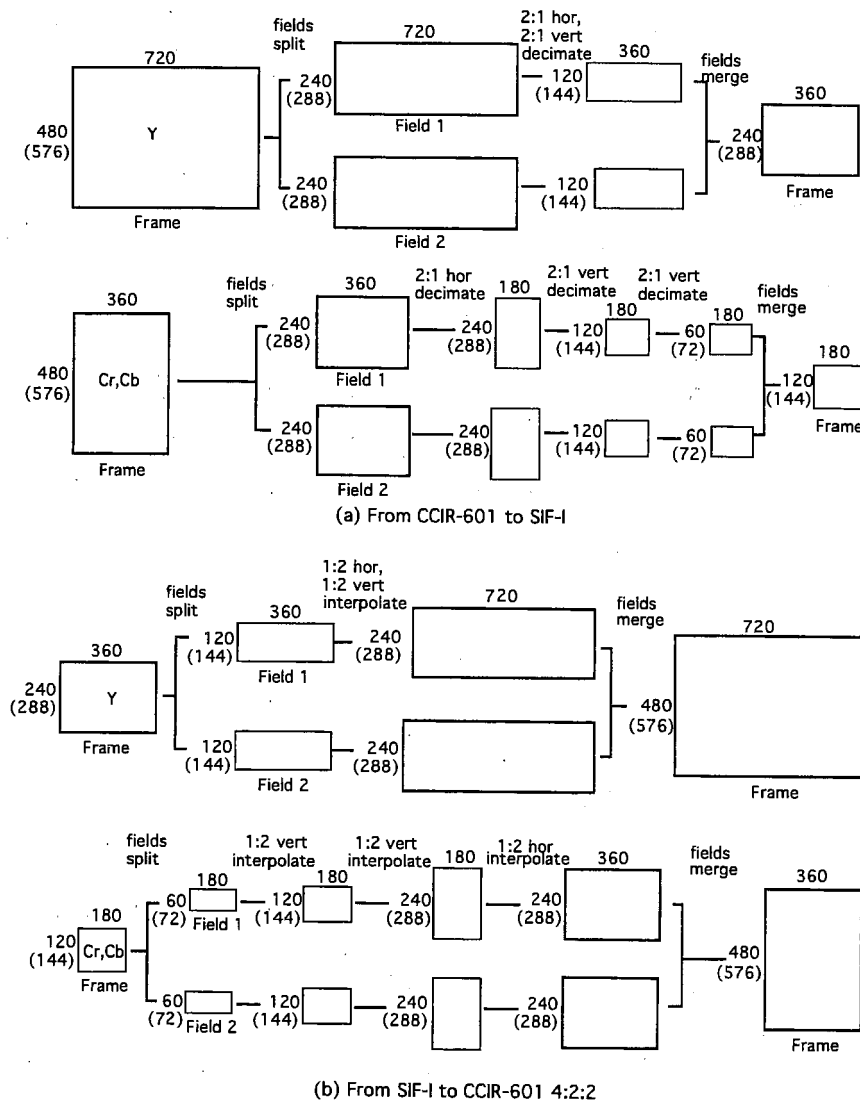 fields
split
720
2:1 hor,
2:1 vert
decimate
fields
merge
720
240
(288)
120
(144)
360
360
480
(576)
Y
Field 1
240
(288)
240
(288)
120
(144)
Frame
Frame
Field 2
fields
split
360
2:1 hor
decimate
2:1 vert
decimate
2:1 vert
decimate
fields
merge
360
240
(288)
240
(288)
180
120
(144)
180
60
(72)
180
180
480
(576)
Cr,Cb
Field 1
120
(144)
240
(288)
240
(288)
120
(144)
60
(72)
Frame
Frame
Field 2
(a) From CCIR-601 to SIF-I
fields
split
1:2 hor,
1:2 vert
interpolate
720
fields
merge
360
120
(144)
360
240
(288)
720
240
(288)
Y
Field 1
480
(576)
Frame
120
(144)
240
(288)
Field 2
Frame
fields
split
1:2 vert
interpolate
1:2 vert
interpolate
1:2 hor
interpolate
fields
merge
180
60
(72)
180
120
(144)
180
240
(288)
180
240
(288)
360
360
120
(144)
Cr,Cb
Field 1
480
(576)
Frame
60
(72)
120
(144)
240
(288)
240
(288)
Field 2
Frame
(b) From SIF-I to CCIR-601 4:2:2